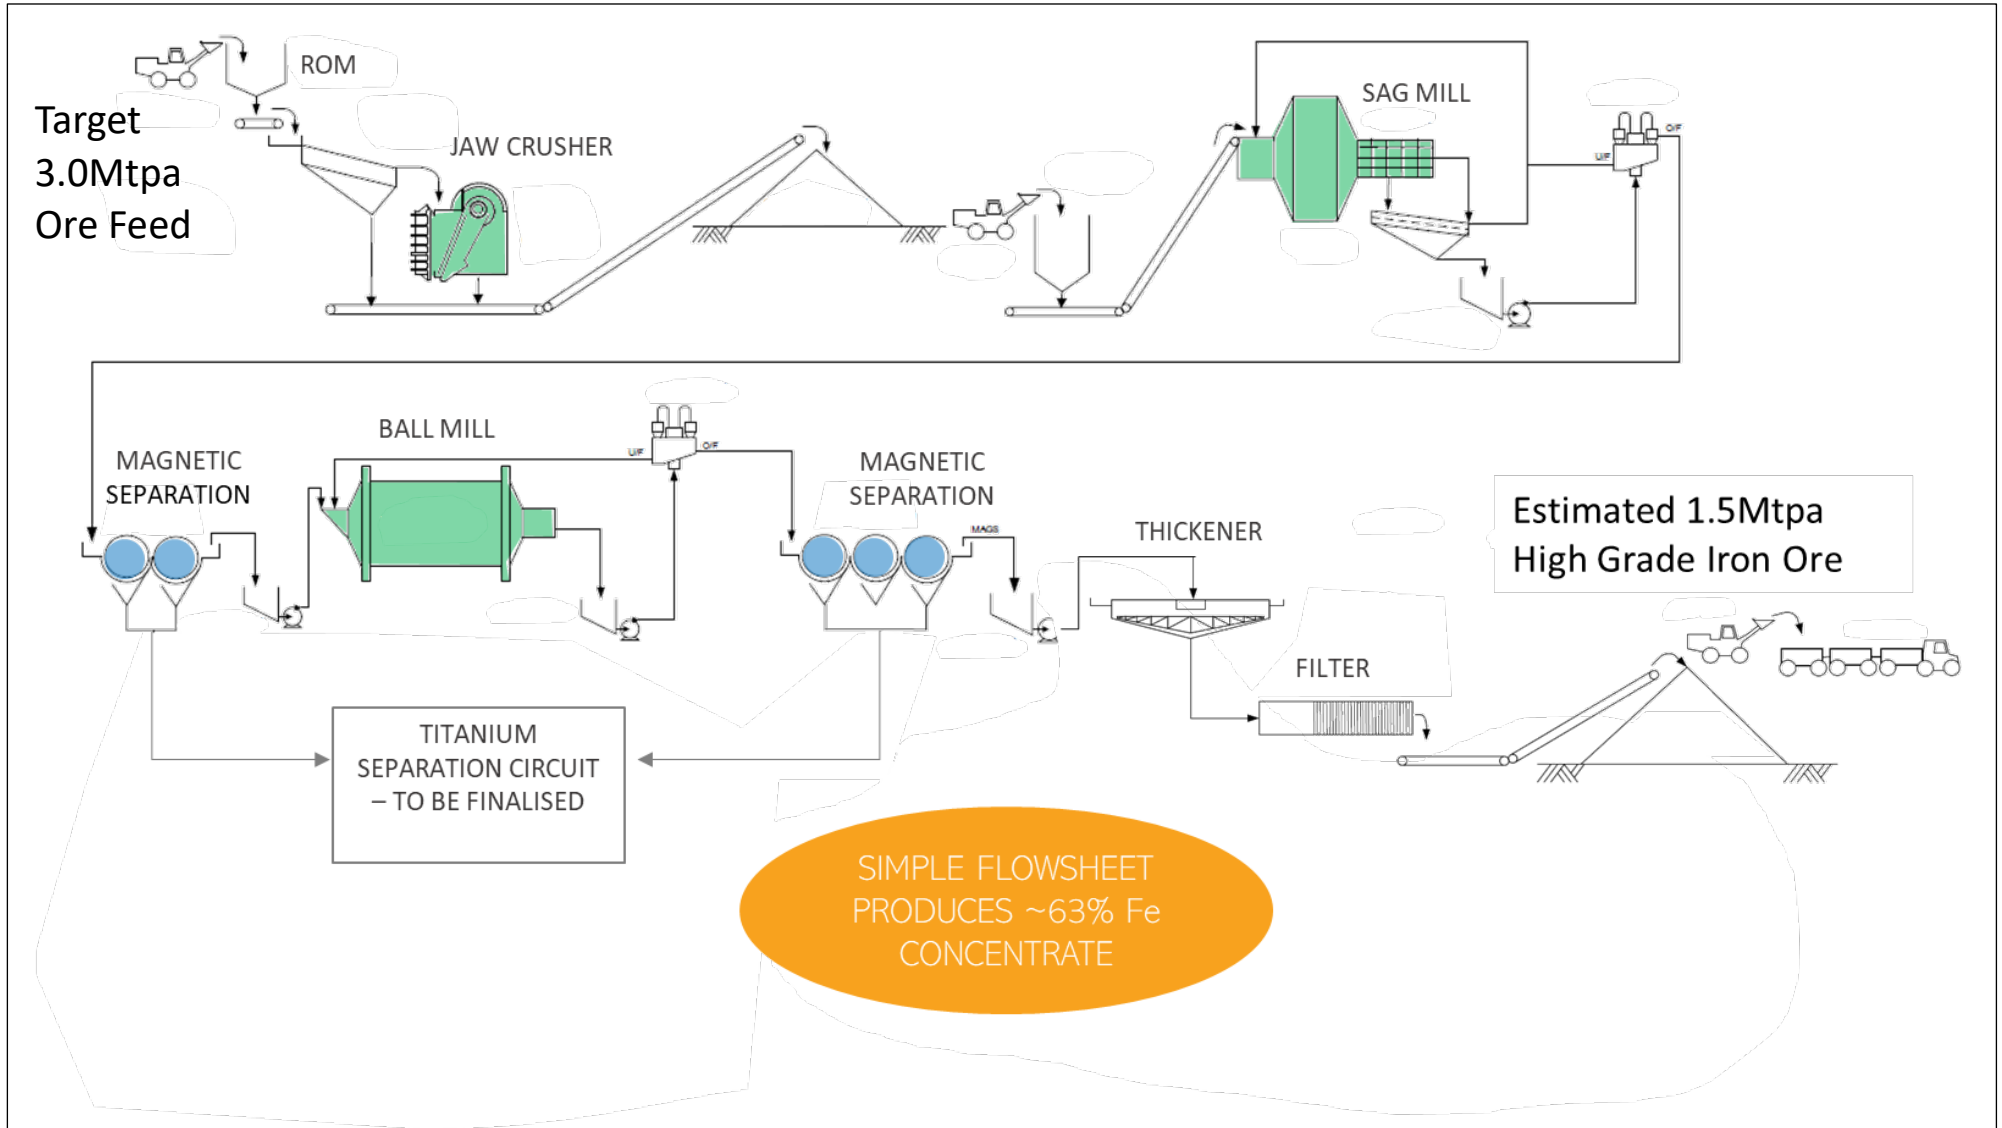 ROM
Target
3.0Mtpa
Ore Feed
JAW CRUSHER
SAG MILL
O/F
U/F
BALL MILL
U/F
O/F
MAGNETIC
SEPARATION
MAGNETIC
SEPARATION
MAGS
THICKENER
Estimated 1.5Mtpa
High Grade Iron Ore
FILTER
TITANIUM
SEPARATION CIRCUIT
– TO BE FINALISED
SIMPLE FLOWSHEET
PRODUCES ~63% Fe
CONCENTRATE